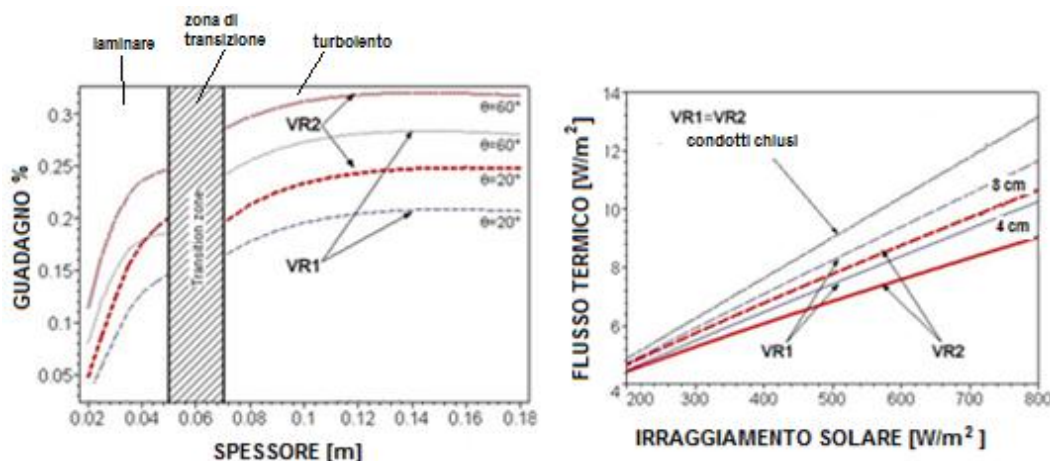 laminare
zona di
transizione
turbolento
GUADAGNO %
0.3
0.25
0.2
0.15
0.1
0.05
Transition zone
VR2
VR1
θ=60°
θ=60°
θ=20°
θ=20°
0.02
0.04
0.06
0.08
0.10
0.12
0.14
0.16
0.18
SPESSORE [m]
FLUSSO TERMICO [W/m²]
14
12
10
8
6
4
VR1=VR2
condotti chiusi
8 cm
4 cm
VR1
VR2
200
300
400
500
600
700
800
IRRAGGIAMENTO SOLARE [W/m²]